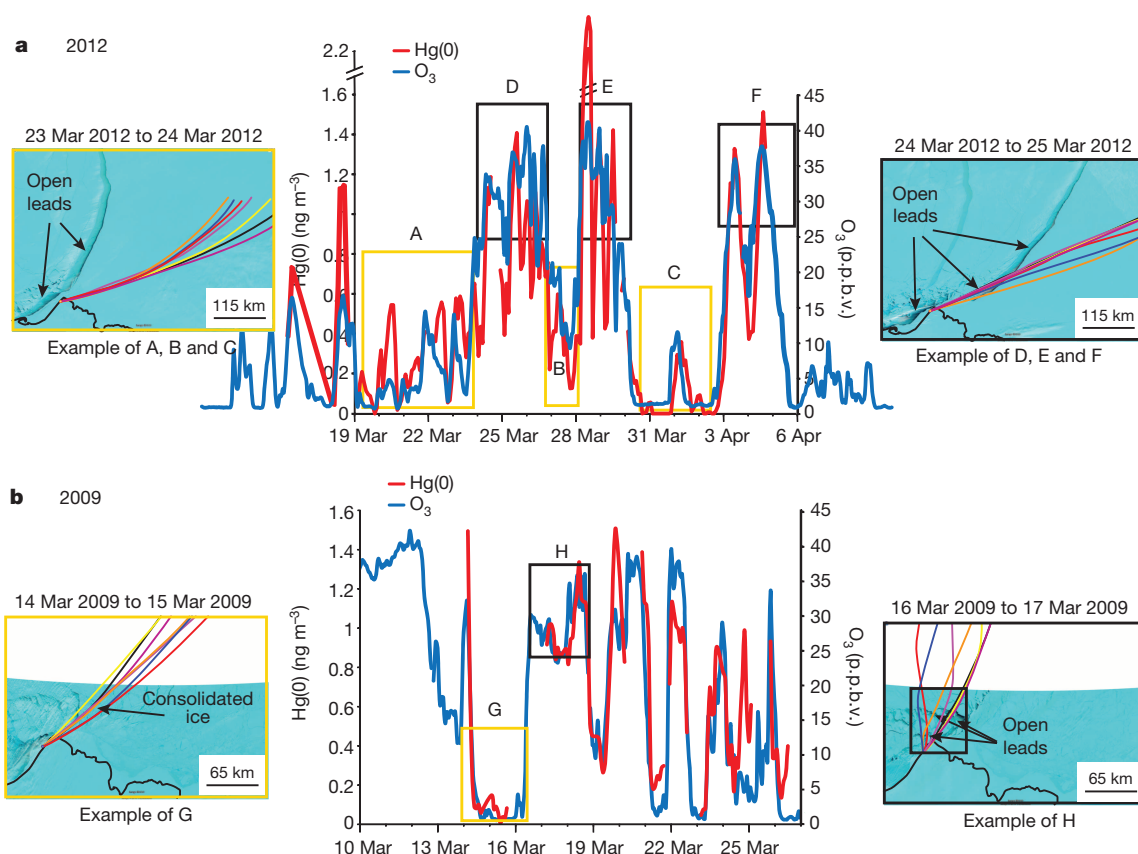 a 2012
Hg(0)
O3
23 Mar 2012 to 24 Mar 2012
Open
leads
115 km
Example of A, B and C
Hg(0) (ng m−3)
2.2
1.6
1.4
1.2
1
0.8
0.6
0.4
0.2
0
A
B
C
D
E
F
45
40
35
30
25
20
15
10
5
0
O3 (p.p.b.v.)
19 Mar 22 Mar 25 Mar 28 Mar 31 Mar 3 Apr 6 Apr
24 Mar 2012 to 25 Mar 2012
Open
leads
115 km
Example of D, E and F
b 2009
Hg(0)
O3
14 Mar 2009 to 15 Mar 2009
Consolidated
ice
65 km
Example of G
Hg(0) (ng m−3)
1.6
1.4
1.2
1
0.8
0.6
0.4
0.2
0
G
H
45
40
35
30
25
20
15
10
5
0
O3 (p.p.b.v.)
10 Mar 13 Mar 16 Mar 19 Mar 22 Mar 25 Mar
16 Mar 2009 to 17 Mar 2009
Open
leads
65 km
Example of H